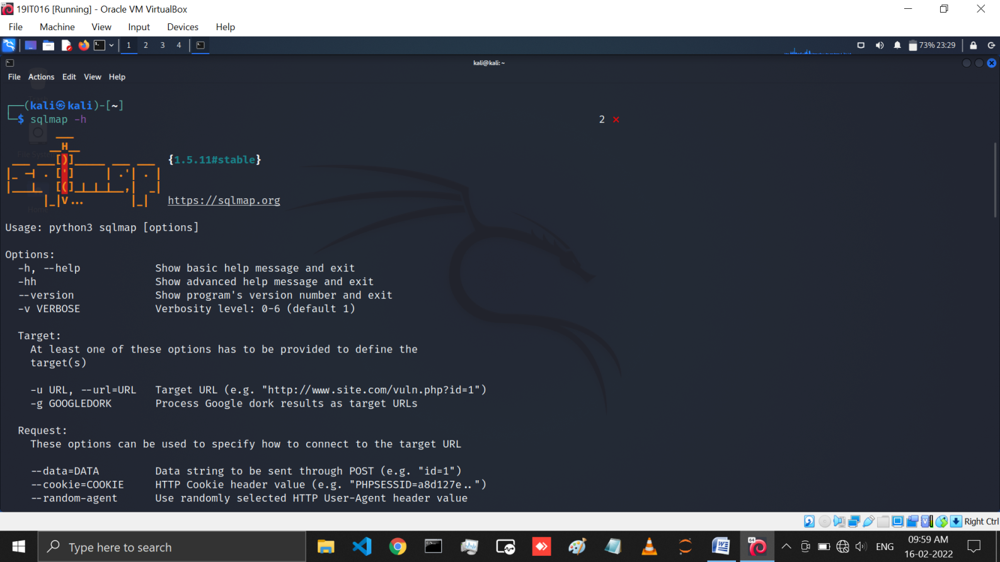 19IT016 [Running] - Oracle VM VirtualBox
File Machine View Input Devices Help
1 2 3 4 73% 23:29
kali@kali: ~
File Actions Edit View Help
┌──(kali㉿kali)-[~]
└─$ sqlmap -h 2 ⨯
___
__H__
___ ___[)]_____ ___ ___ {1.5.11#stable}
|_ -| . ['] | .'| . |
|___|_ [(]_|_|_|__,| _|
|_|V... |_| https://sqlmap.org
Usage: python3 sqlmap [options]
Options:
-h, --help Show basic help message and exit
-hh Show advanced help message and exit
--version Show program's version number and exit
-v VERBOSE Verbosity level: 0-6 (default 1)
Target:
At least one of these options has to be provided to define the
target(s)
-u URL, --url=URL Target URL (e.g. "http://www.site.com/vuln.php?id=1")
-g GOOGLEDORK Process Google dork results as target URLs
Request:
These options can be used to specify how to connect to the target URL
--data=DATA Data string to be sent through POST (e.g. "id=1")
--cookie=COOKIE HTTP Cookie header value (e.g. "PHPSESSID=a8d127e..")
--random-agent Use randomly selected HTTP User-Agent header value
Right Ctrl
Type here to search
ENG
09:59 AM
16-02-2022